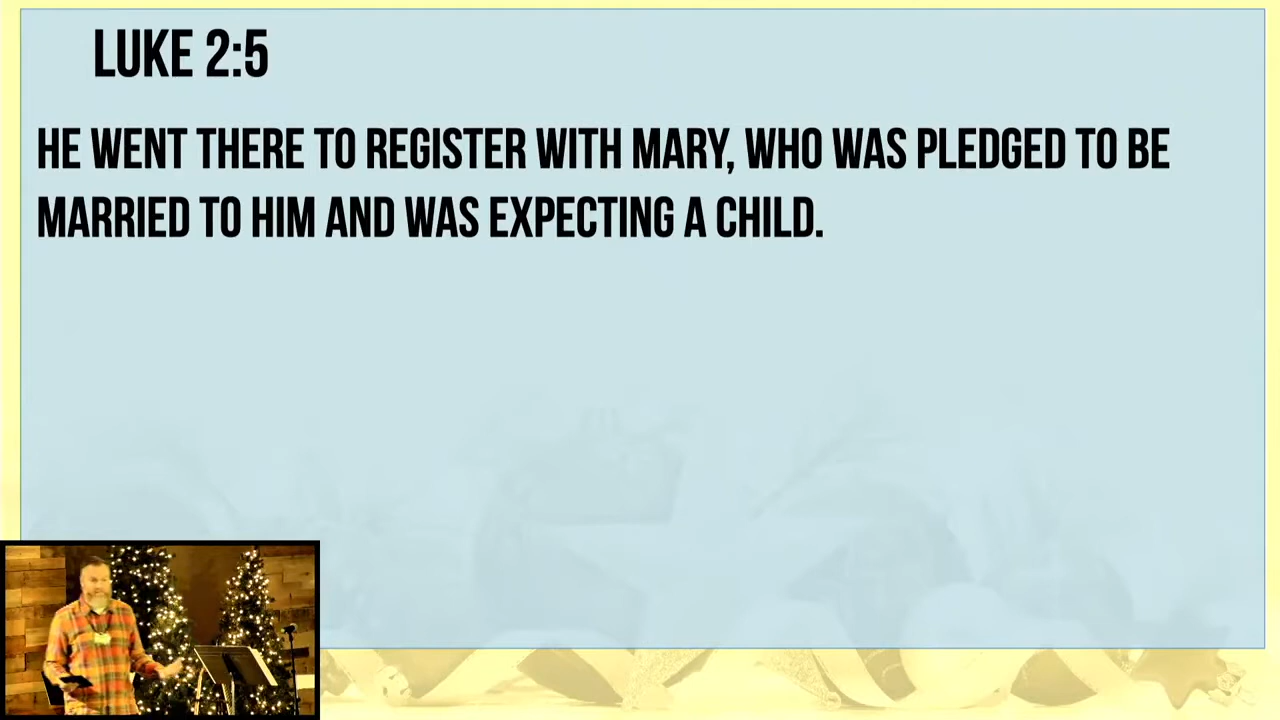 LUKE 2:5
HE WENT THERE TO REGISTER WITH MARY, WHO WAS PLEDGED TO BE
MARRIED TO HIM AND WAS EXPECTING A CHILD.